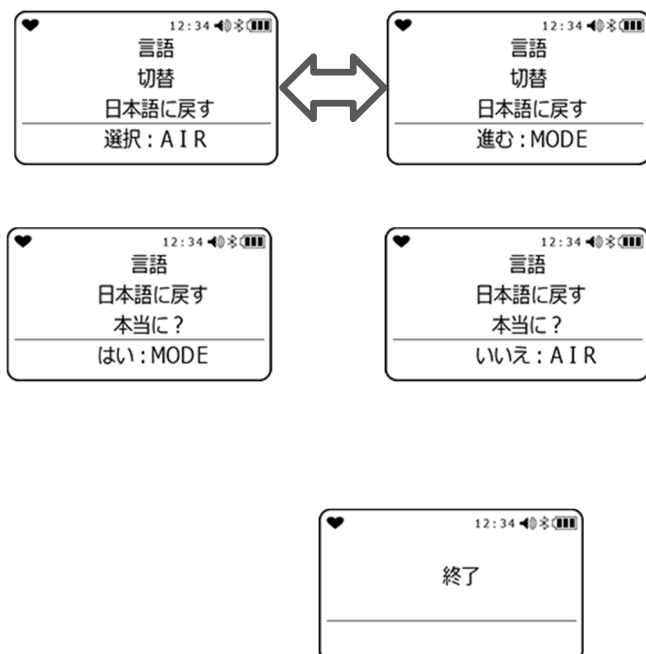 12:34
言語
切替
日本語に戻す
選択:AIR
12:34
言語
切替
日本語に戻す
進む:MODE
12:34
言語
日本語に戻す
本当に?
はい:MODE
12:34
言語
日本語に戻す
本当に?
いいえ:AIR
12:34
終了